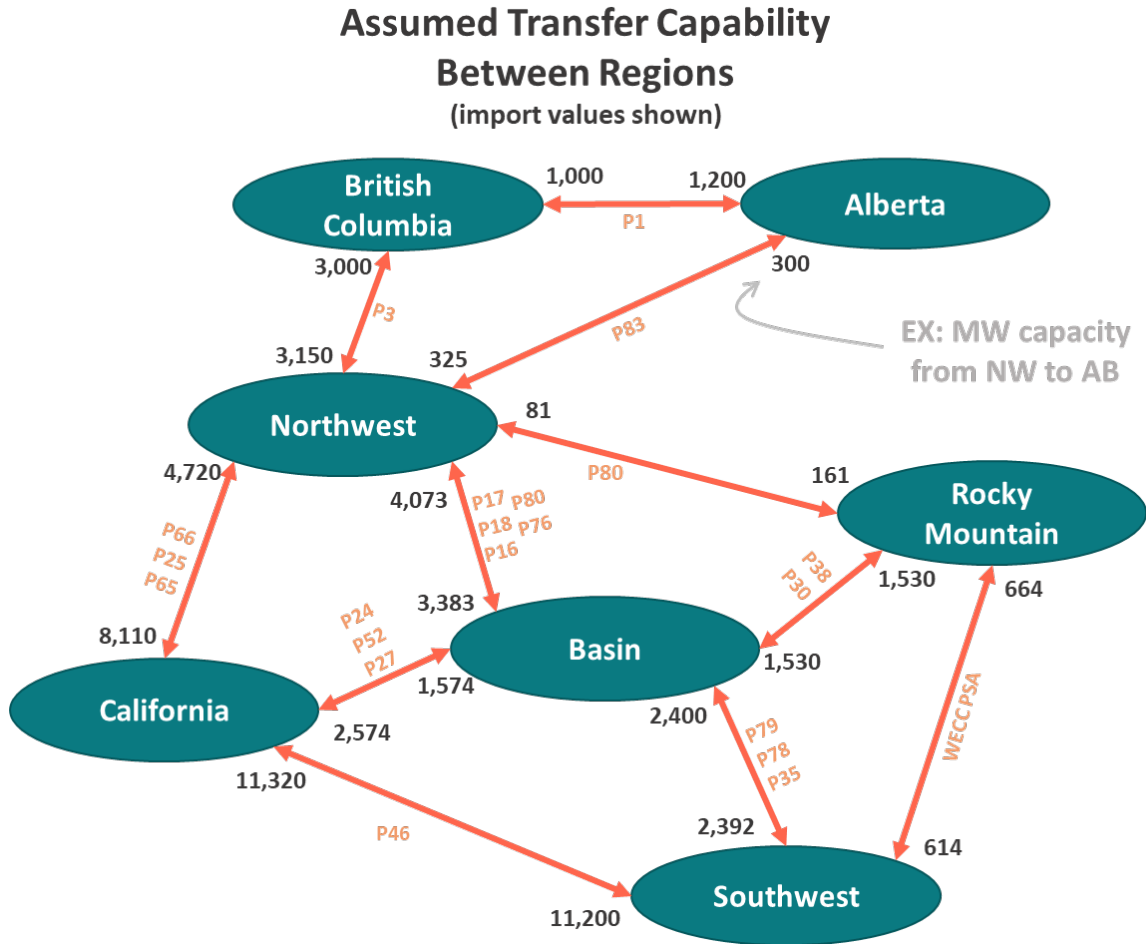 Assumed Transfer Capability
Between Regions
(import values shown)
British
Columbia
1,000
1,200
P1
Alberta
3,000
300
P3
P83
EX: MW capacity
from NW to AB
3,150
325
Northwest
81
4,720
4,073
P17 P80
P18 P76
P16
P80
161
Rocky
Mountain
P66
P25
P65
P38
P30
1,530
664
8,110
3,383
P24
P52
P27
Basin
1,530
1,574
California
2,574
2,400
P79
P78
P35
WECC PSA
11,320
P46
2,392
614
Southwest
11,200